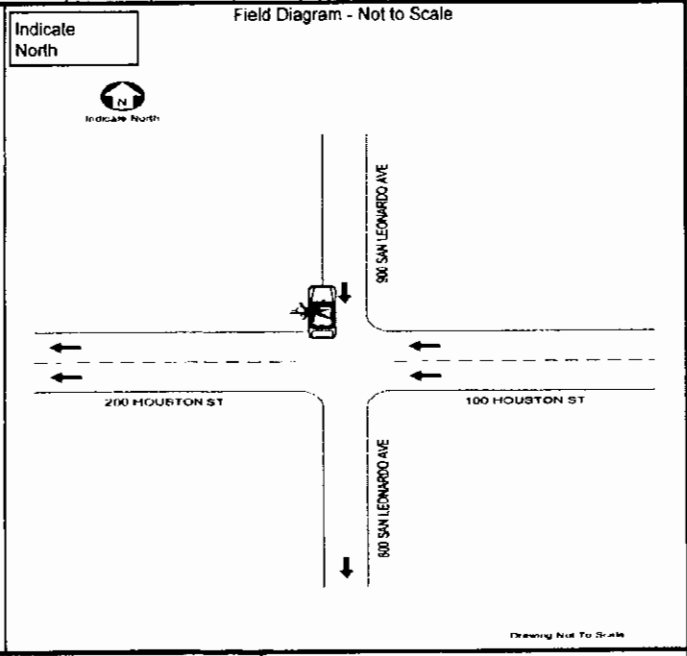 Field Diagram - Not to Scale
Indicate
North
N
Indicate North
900 SAN LEONARDO AVE
200 HOUSTON ST
100 HOUSTON ST
800 SAN LEONARDO AVE
Drawing Not To Scale